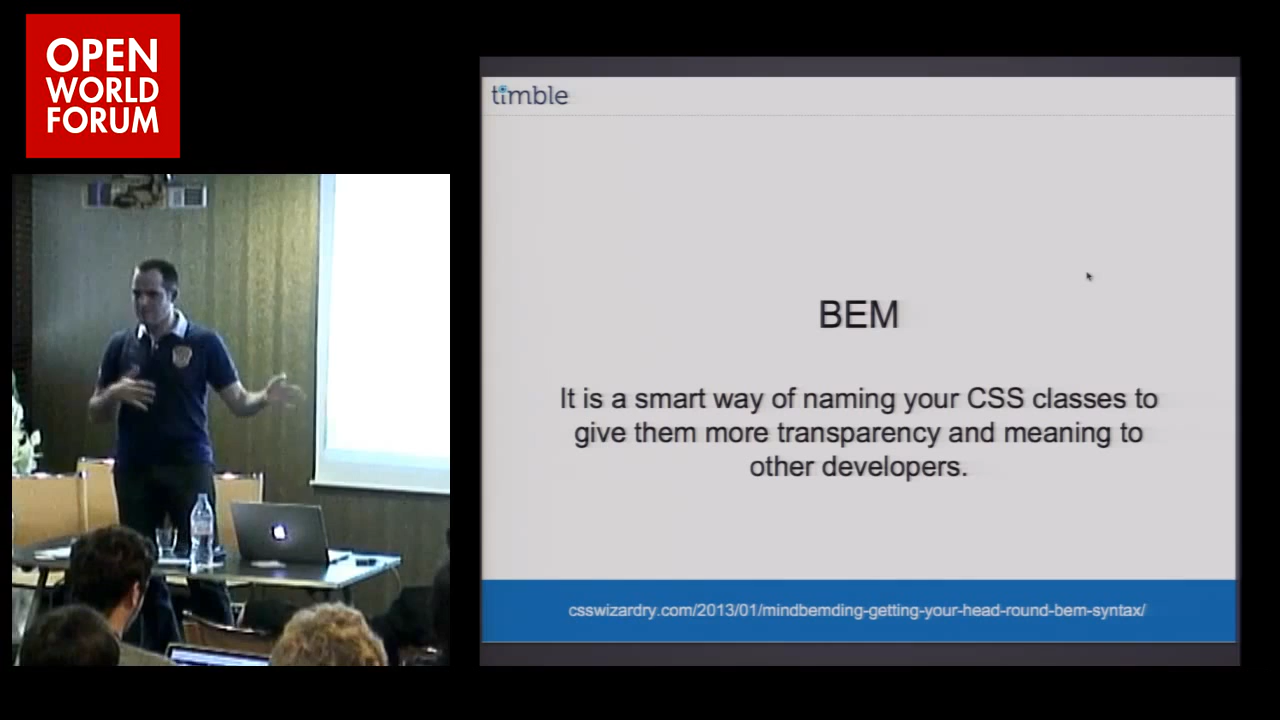 OPEN
WORLD
FORUM
timble
BEM
It is a smart way of naming your CSS classes to
give them more transparency and meaning to
other developers.
csswizardry.com/2013/01/mindbemding-getting-your-head-round-bem-syntax/